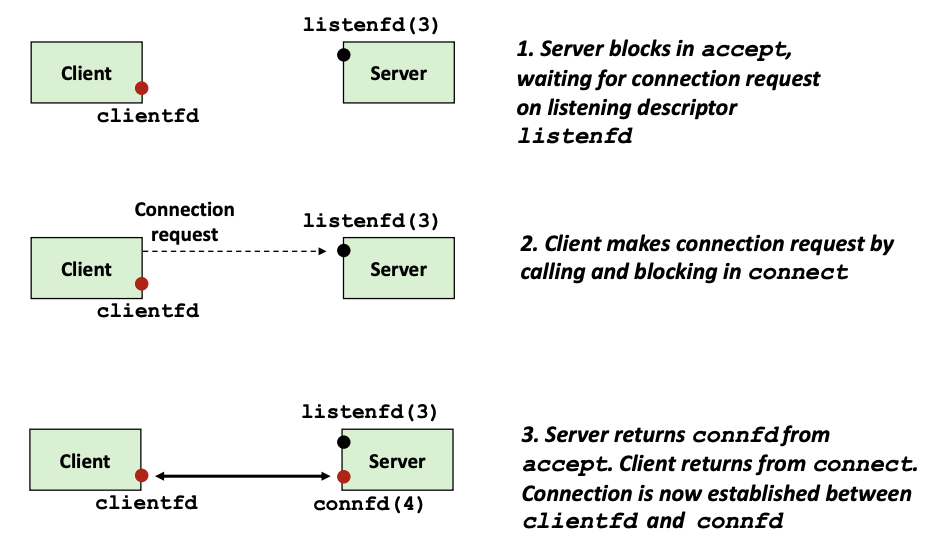 listenfd(3)
Client
Server
clientfd
1. Server blocks in accept,
waiting for connection request
on listening descriptor
listenfd
Connection
request
listenfd(3)
Client
Server
clientfd
2. Client makes connection request by
calling and blocking in connect
listenfd(3)
Client
Server
clientfd
connfd(4)
3. Server returns connfd from
accept. Client returns from connect.
Connection is now established between
clientfd and connfd